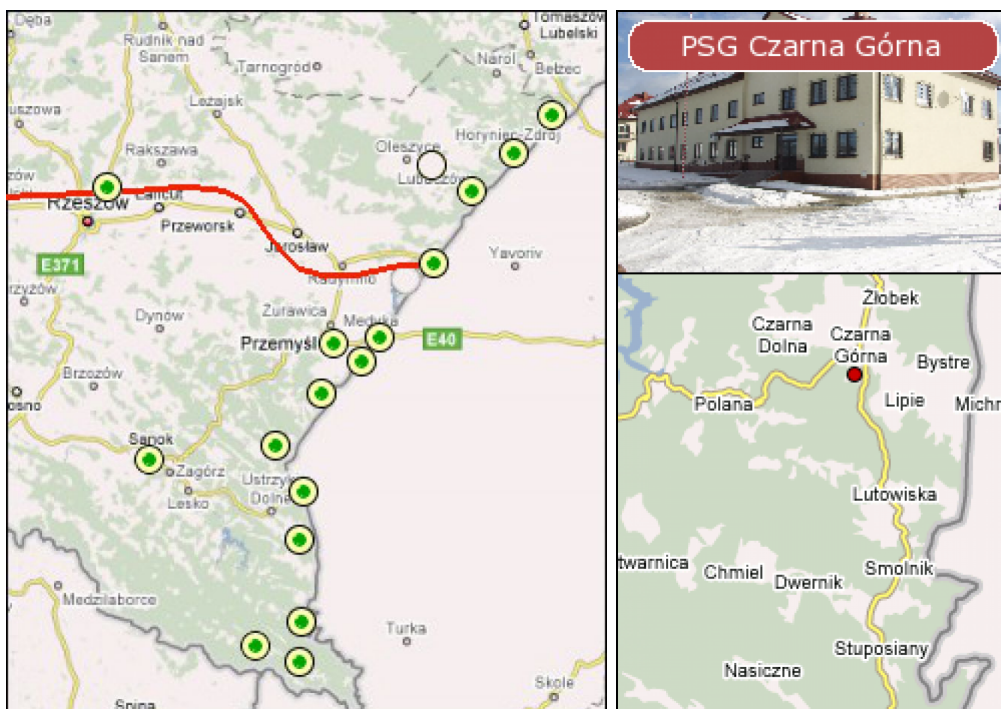 Dęba
Tomaszów
Lubelski
Rudnik nad
Sanem
Tarnogród
Narol
Bełżec
Leżajsk
Horyniec-Zdrój
Oleszyce
Lubaczów
Rakszawa
Rzeszów
Łańcut
Przeworsk
Jarosław
Yavoriv
E371
Radymno
Dynów
Żurawica
Medyka
Przemyśl
E40
Brzozów
Sanok
Zagórz
Lesko
Ustrzyki
Dolne
Medzilaborce
Turka
Skole
Snina
PSG Czarna Górna
Żłobek
Czarna
Dolna
Czarna
Górna
Bystre
Polana
Lipie
Lutowiska
Smolnik
Chmiel
Dwernik
Stuposiany
Nasiczne